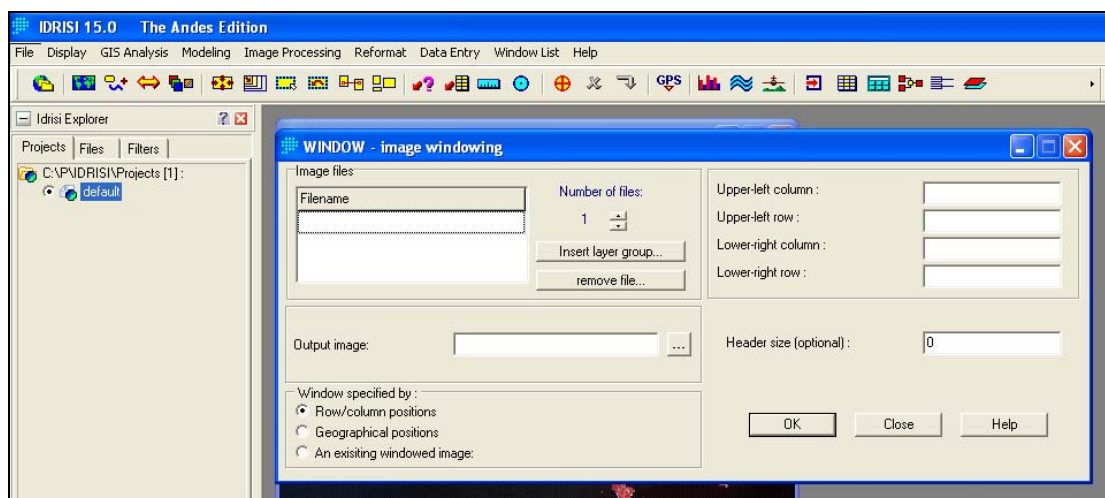 IDRISI 15.0 The Andes Edition
File Display GIS Analysis Modeling Image Processing Reformat Data Entry Window List Help
GPS
Idrisi Explorer
Projects Files Filters
C:\P\IDRISI\Projects [1] :
default
WINDOW - image windowing
Image files
Filename
Number of files:
1
Insert layer group...
remove file...
Upper-left column :
Upper-left row :
Lower-right column :
Lower-right row :
Output image:
...
Header size (optional) :
0
Window specified by :
Row/column positions
Geographical positions
An exisiting windowed image:
OK Close Help